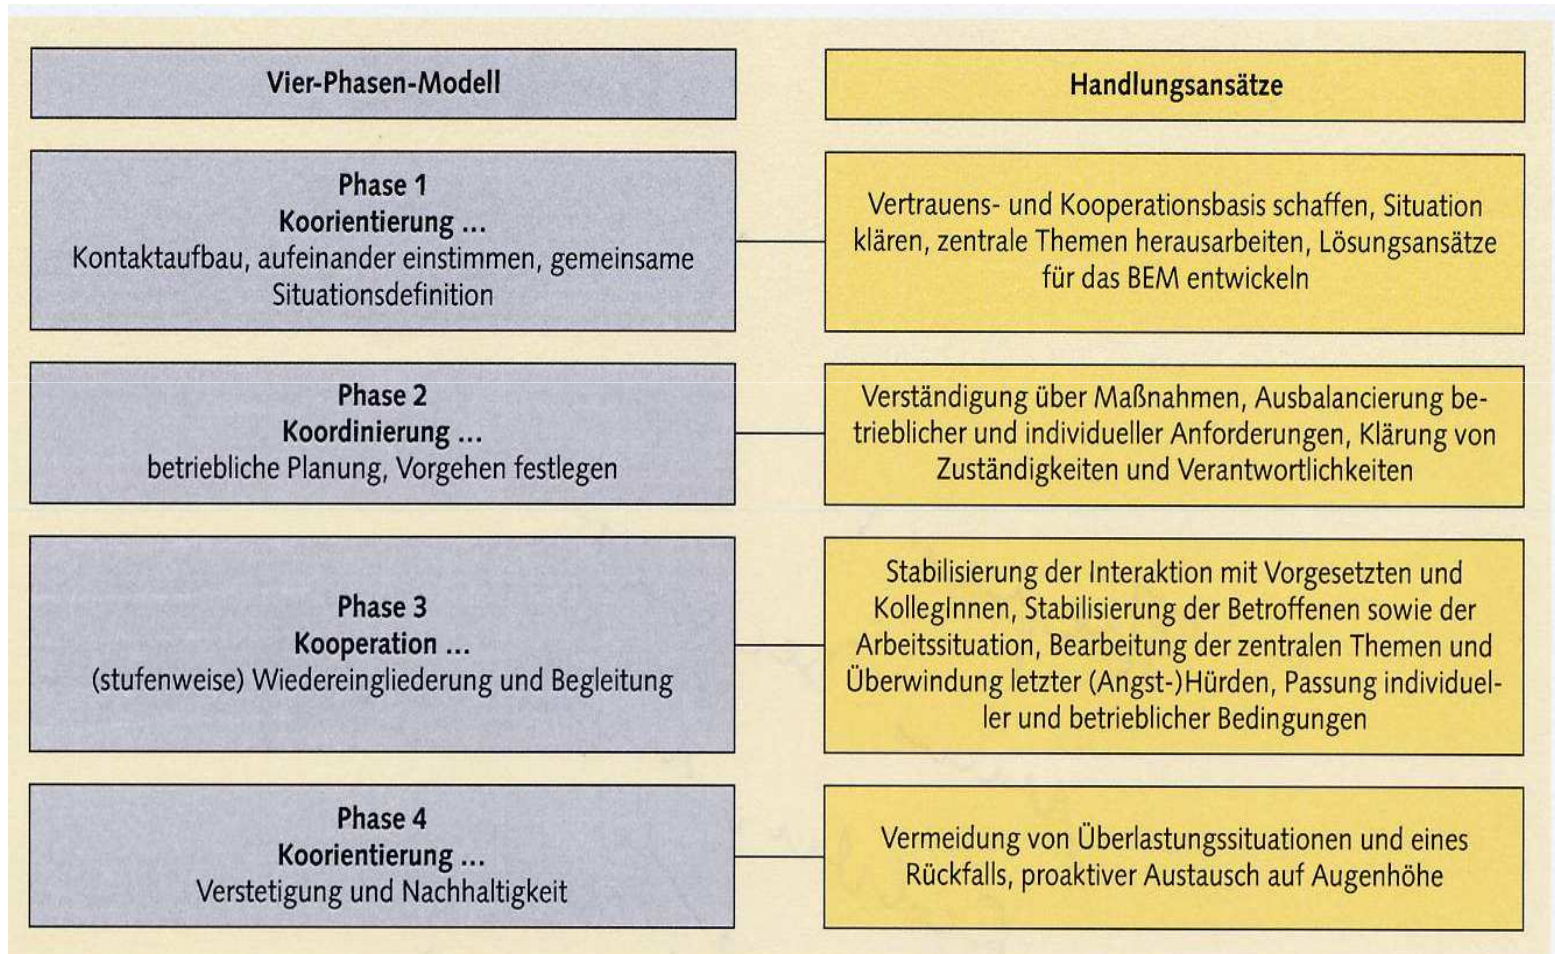 Vier-Phasen-Modell
Handlungsansätze
Phase 1
Koorientierung ...
Kontaktaufbau, aufeinander einstimmen, gemeinsame
Situationsdefinition
Vertrauens- und Kooperationsbasis schaffen, Situation
klären, zentrale Themen herausarbeiten, Lösungsansätze
für das BEM entwickeln
Phase 2
Koordinierung ...
betriebliche Planung, Vorgehen festlegen
Verständigung über Maßnahmen, Ausbalancierung be-
trieblicher und individueller Anforderungen, Klärung von
Zuständigkeiten und Verantwortlichkeiten
Phase 3
Kooperation ...
(stufenweise) Wiedereingliederung und Begleitung
Stabilisierung der Interaktion mit Vorgesetzten und
KollegInnen, Stabilisierung der Betroffenen sowie der
Arbeitssituation, Bearbeitung der zentralen Themen und
Überwindung letzter (Angst-)Hürden, Passung individuel-
ler und betrieblicher Bedingungen
Phase 4
Koorientierung ...
Verstetigung und Nachhaltigkeit
Vermeidung von Überlastungssituationen und eines
Rückfalls, proaktiver Austausch auf Augenhöhe